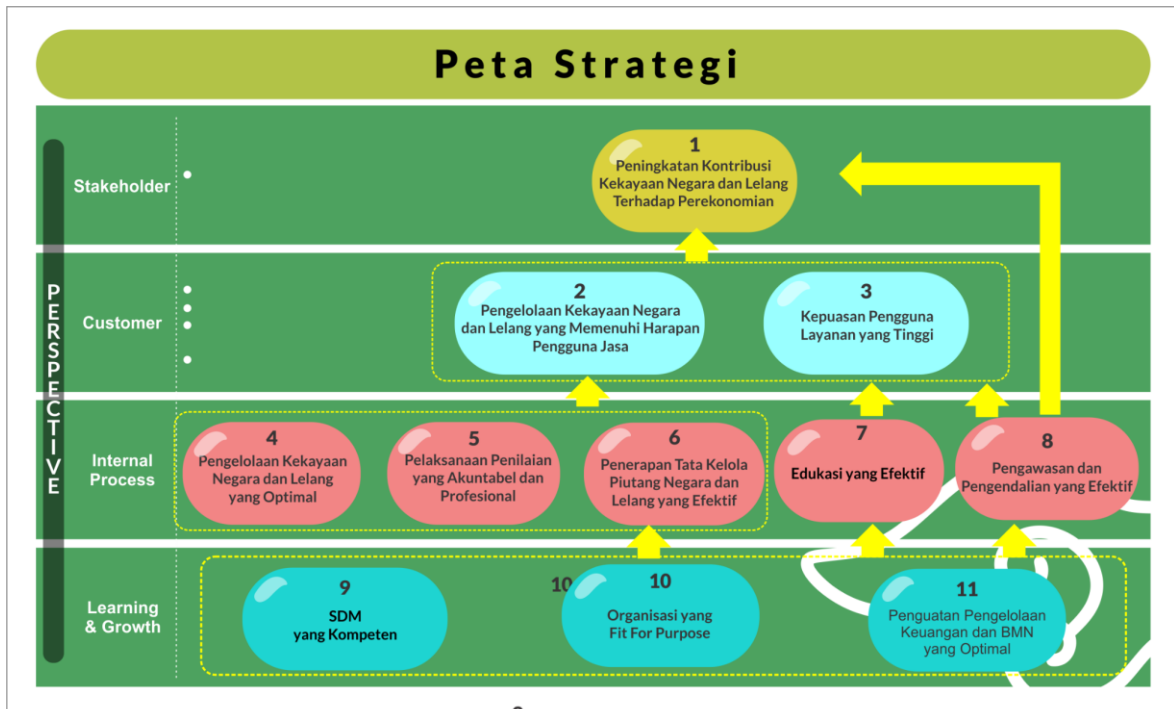 Peta Strategi
PERSPECTIVE
Stakeholder
1
Peningkatan Kontribusi
Kekayaan Negara dan Lelang
Terhadap Perekonomian
Customer
2
Pengelolaan Kekayaan Negara
dan Lelang yang Memenuhi Harapan
Pengguna Jasa
3
Kepuasan Pengguna
Layanan yang Tinggi
Internal
Process
4
Pengelolaan Kekayaan
Negara dan Lelang
yang Optimal
5
Pelaksanaan Penilaian
yang Akuntabel dan
Profesional
6
Penerapan Tata Kelola
Piutang Negara dan
Lelang yang Efektif
7
Edukasi yang Efektif
8
Pengawasan dan
Pengendalian yang Efektif
Learning
& Growth
9
SDM
yang Kompeten
10
10
Organisasi yang
Fit For Purpose
11
Penguatan Pengelolaan
Keuangan dan BMN
yang Optimal